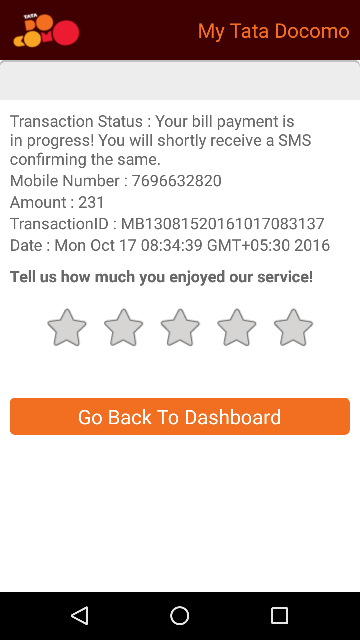 TATA
DOCOMO
My Tata Docomo
Transaction Status : Your bill payment is
in progress! You will shortly receive a SMS
confirming the same.
Mobile Number : 7696632820
Amount : 231
TransactionID : MB13081520161017083137
Date : Mon Oct 17 08:34:39 GMT+05:30 2016
Tell us how much you enjoyed our service!
Go Back To Dashboard